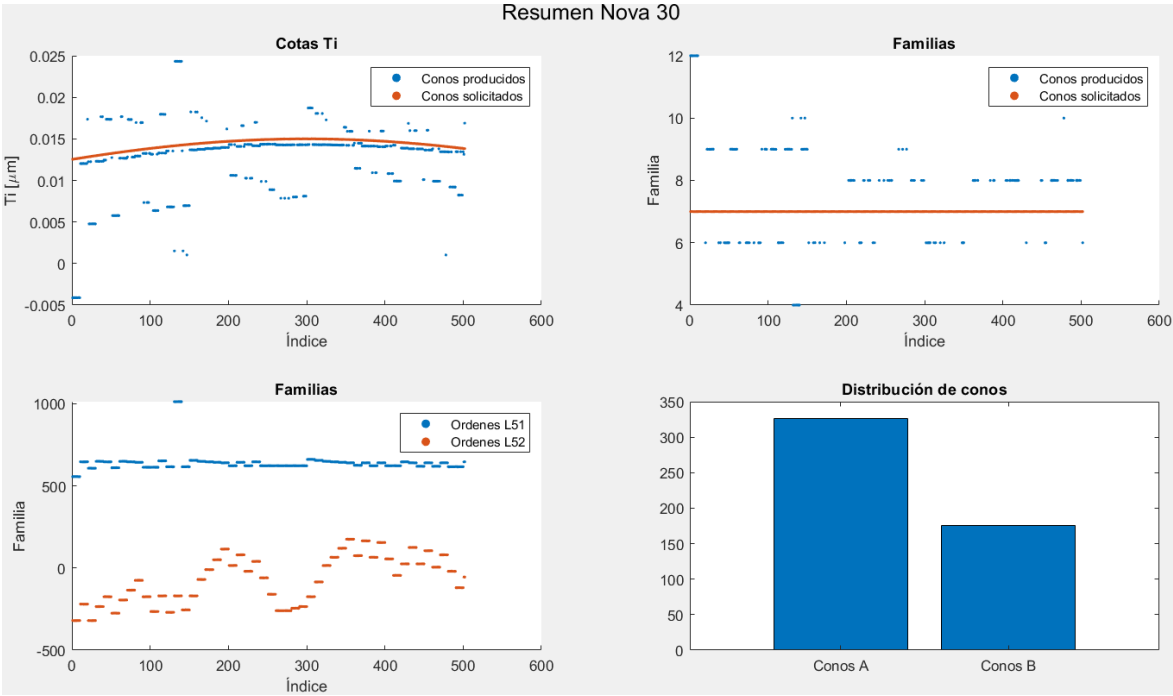 Resumen Nova 30
Cotas Ti
0.025
0.02
0.015
0.01
0.005
0
-0.005
Ti [μm]
0 100 200 300 400 500 600
Índice
Conos producidos
Conos solicitados
Familias
12
10
8
6
4
Familia
0 100 200 300 400 500 600
Índice
Conos producidos
Conos solicitados
Familias
1000
500
0
-500
Familia
0 100 200 300 400 500 600
Índice
Ordenes L51
Ordenes L52
Distribución de conos
350
300
250
200
150
100
50
0
Conos A Conos B